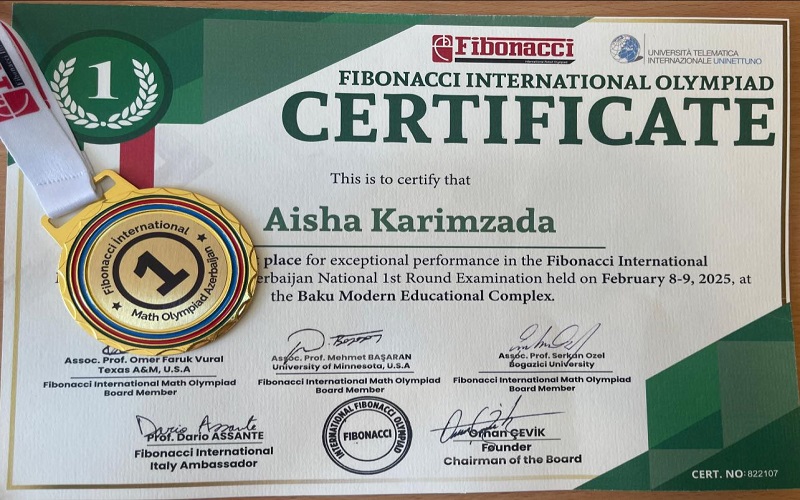 1
Fibonacci
UNIVERSITÀ TELEMATICA
INTERNAZIONALE UNINETTUNO
FIBONACCI INTERNATIONAL OLYMPIAD
CERTIFICATE
This is to certify that
Aisha Karimzada
place for exceptional performance in the Fibonacci International
erbaijan National 1st Round Examination held on February 8-9, 2025, at
the Baku Modern Educational Complex.
Fibonacci International
1
Math Olympiad Azerbaijan
Assoc. Prof. Omer Faruk Vural
Texas A&M, U.S.A
Fibonacci International Math Olympiad
Board Member
Assoc. Prof. Mehmet BAŞARAN
University of Minnesota, U.S.A
Fibonacci International Math Olympiad
Board Member
Assoc. Prof. Serkan Ozel
Bogazici University
Fibonacci International Math Olympiad
Board Member
Dario Assante
Prof. Dario ASSANTE
Fibonacci International
Italy Ambassador
INTERNATIONAL FIBONACCI OLYMPIAD
FIBONACCI
Orhan ÇEVİK
Founder
Chairman of the Board
CERT. NO: 822107